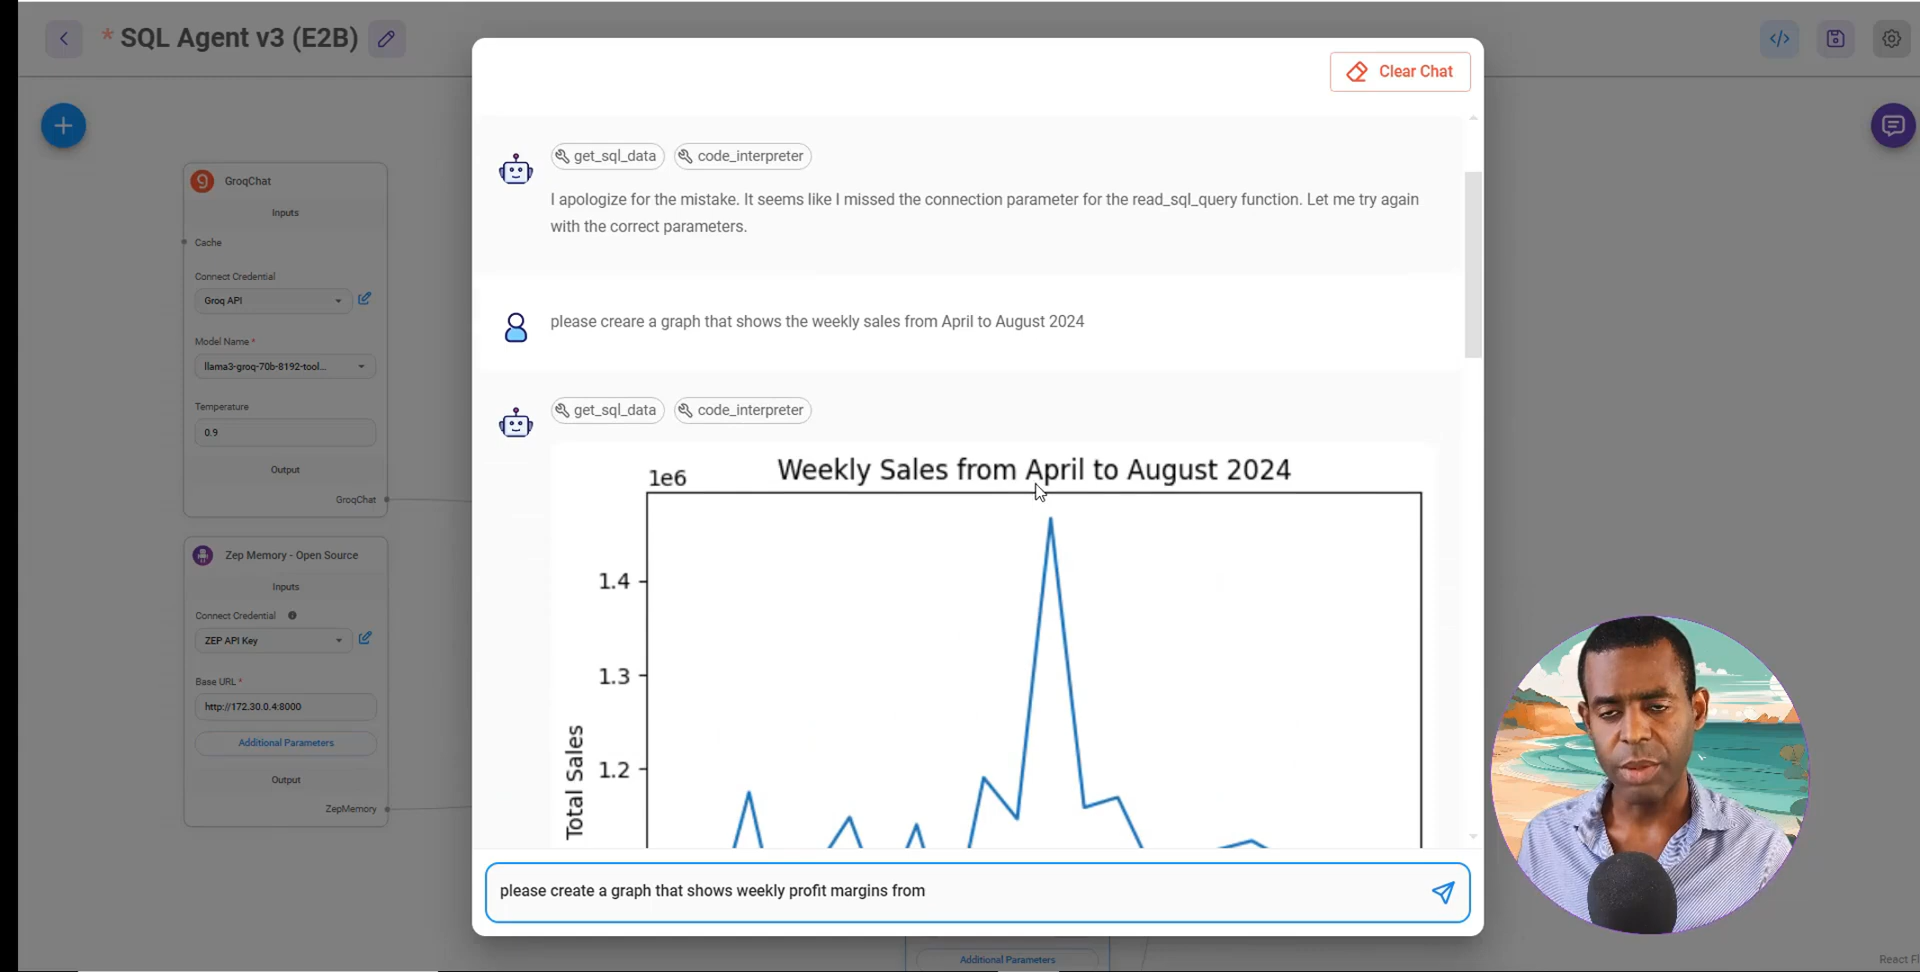 * SQL Agent v3 (E2B)
Clear Chat
GroqChat
Inputs
Cache
Connect Credential
Groq API
Model Name *
llama3-groq-70b-8192-tool...
Temperature
0.9
Output
GroqChat
Zep Memory - Open Source
Inputs
Connect Credential
ZEP API Key
Base URL *
http://172.30.0.4:8000
Additional Parameters
Output
ZepMemory
get_sql_data code_interpreter
I apologize for the mistake. It seems like I missed the connection parameter for the read_sql_query function. Let me try again
with the correct parameters.
please creare a graph that shows the weekly sales from April to August 2024
get_sql_data code_interpreter
Weekly Sales from April to August 2024
1e6
1.4
1.3
1.2
Total Sales
please create a graph that shows weekly profit margins from
Additional Parameters
React Fl